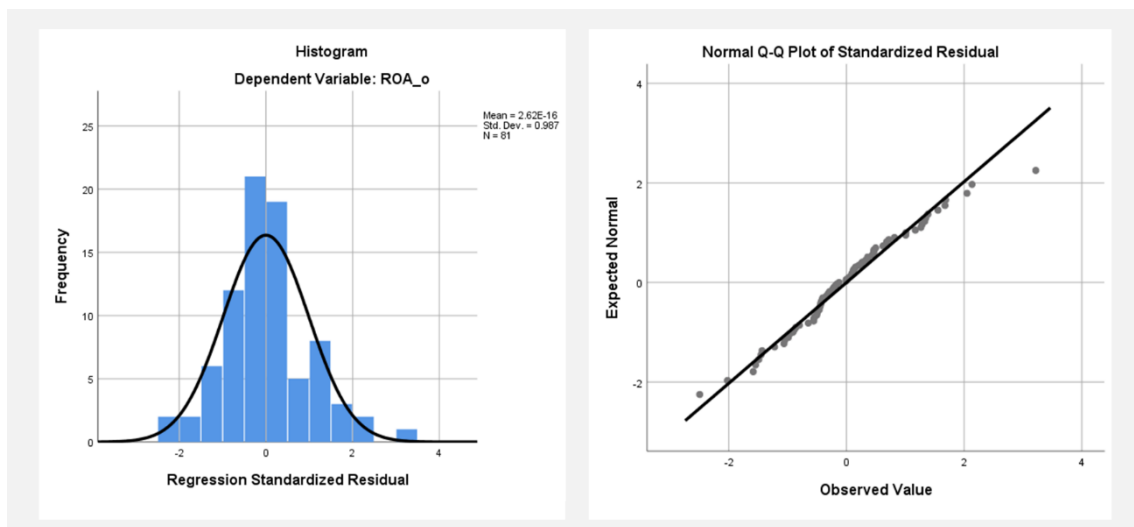 Histogram
Dependent Variable: ROA_o
Mean = 2.62E-16
Std. Dev. = 0.987
N = 81
25
20
15
10
5
0
Frequency
-2
0
2
4
Regression Standardized Residual
Normal Q-Q Plot of Standardized Residual
4
2
0
-2
Expected Normal
-2
0
2
4
Observed Value